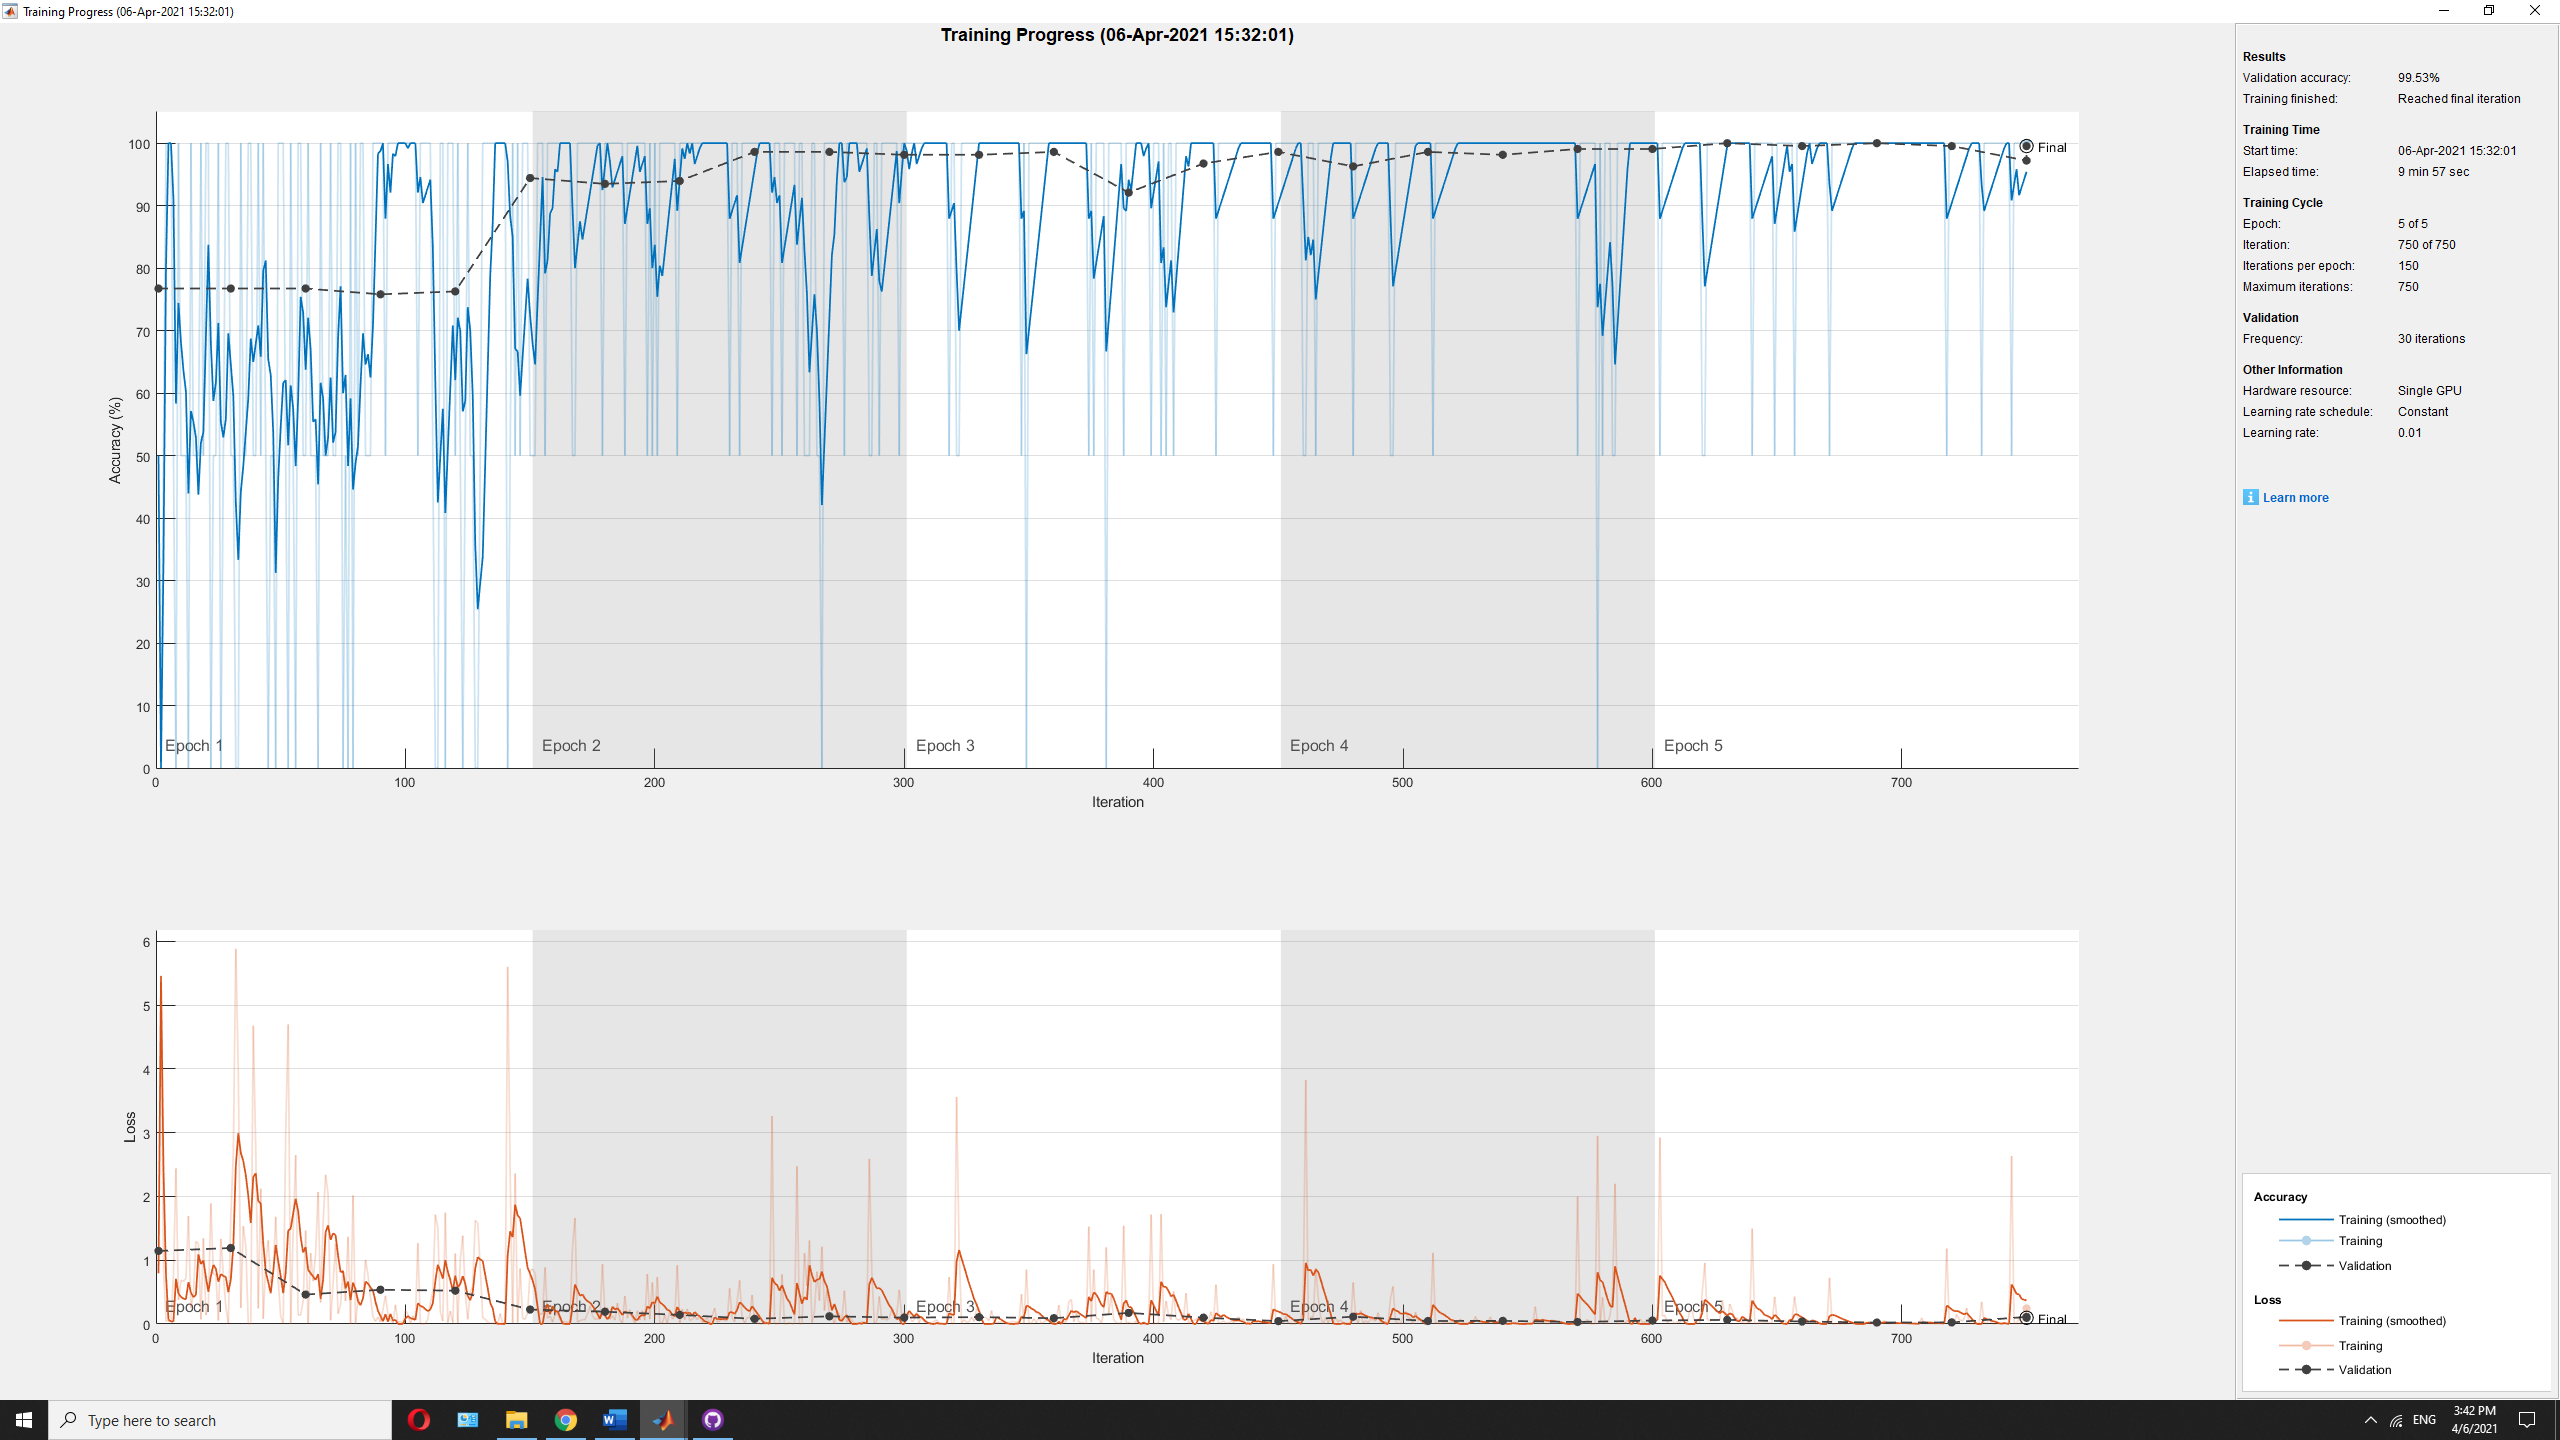 Training Progress (06-Apr-2021 15:32:01)
Training Progress (06-Apr-2021 15:32:01)
100
90
80
70
60
50
40
30
20
10
0
Accuracy (%)
Final
Epoch 1
Epoch 2
Epoch 3
Epoch 4
Epoch 5
0 100 200 300 400 500 600 700
Iteration
6
5
4
3
2
1
0
Loss
Final
Epoch 1
Epoch 2
Epoch 3
Epoch 4
Epoch 5
0 100 200 300 400 500 600 700
Iteration
Results
Validation accuracy: 99.53%
Training finished: Reached final iteration
Training Time
Start time: 06-Apr-2021 15:32:01
Elapsed time: 9 min 57 sec
Training Cycle
Epoch: 5 of 5
Iteration: 750 of 750
Iterations per epoch: 150
Maximum iterations: 750
Validation
Frequency: 30 iterations
Other Information
Hardware resource: Single GPU
Learning rate schedule: Constant
Learning rate: 0.01
Learn more
Accuracy
Training (smoothed)
Training
Validation
Loss
Training (smoothed)
Training
Validation
Type here to search
ENG
3:42 PM
4/6/2021